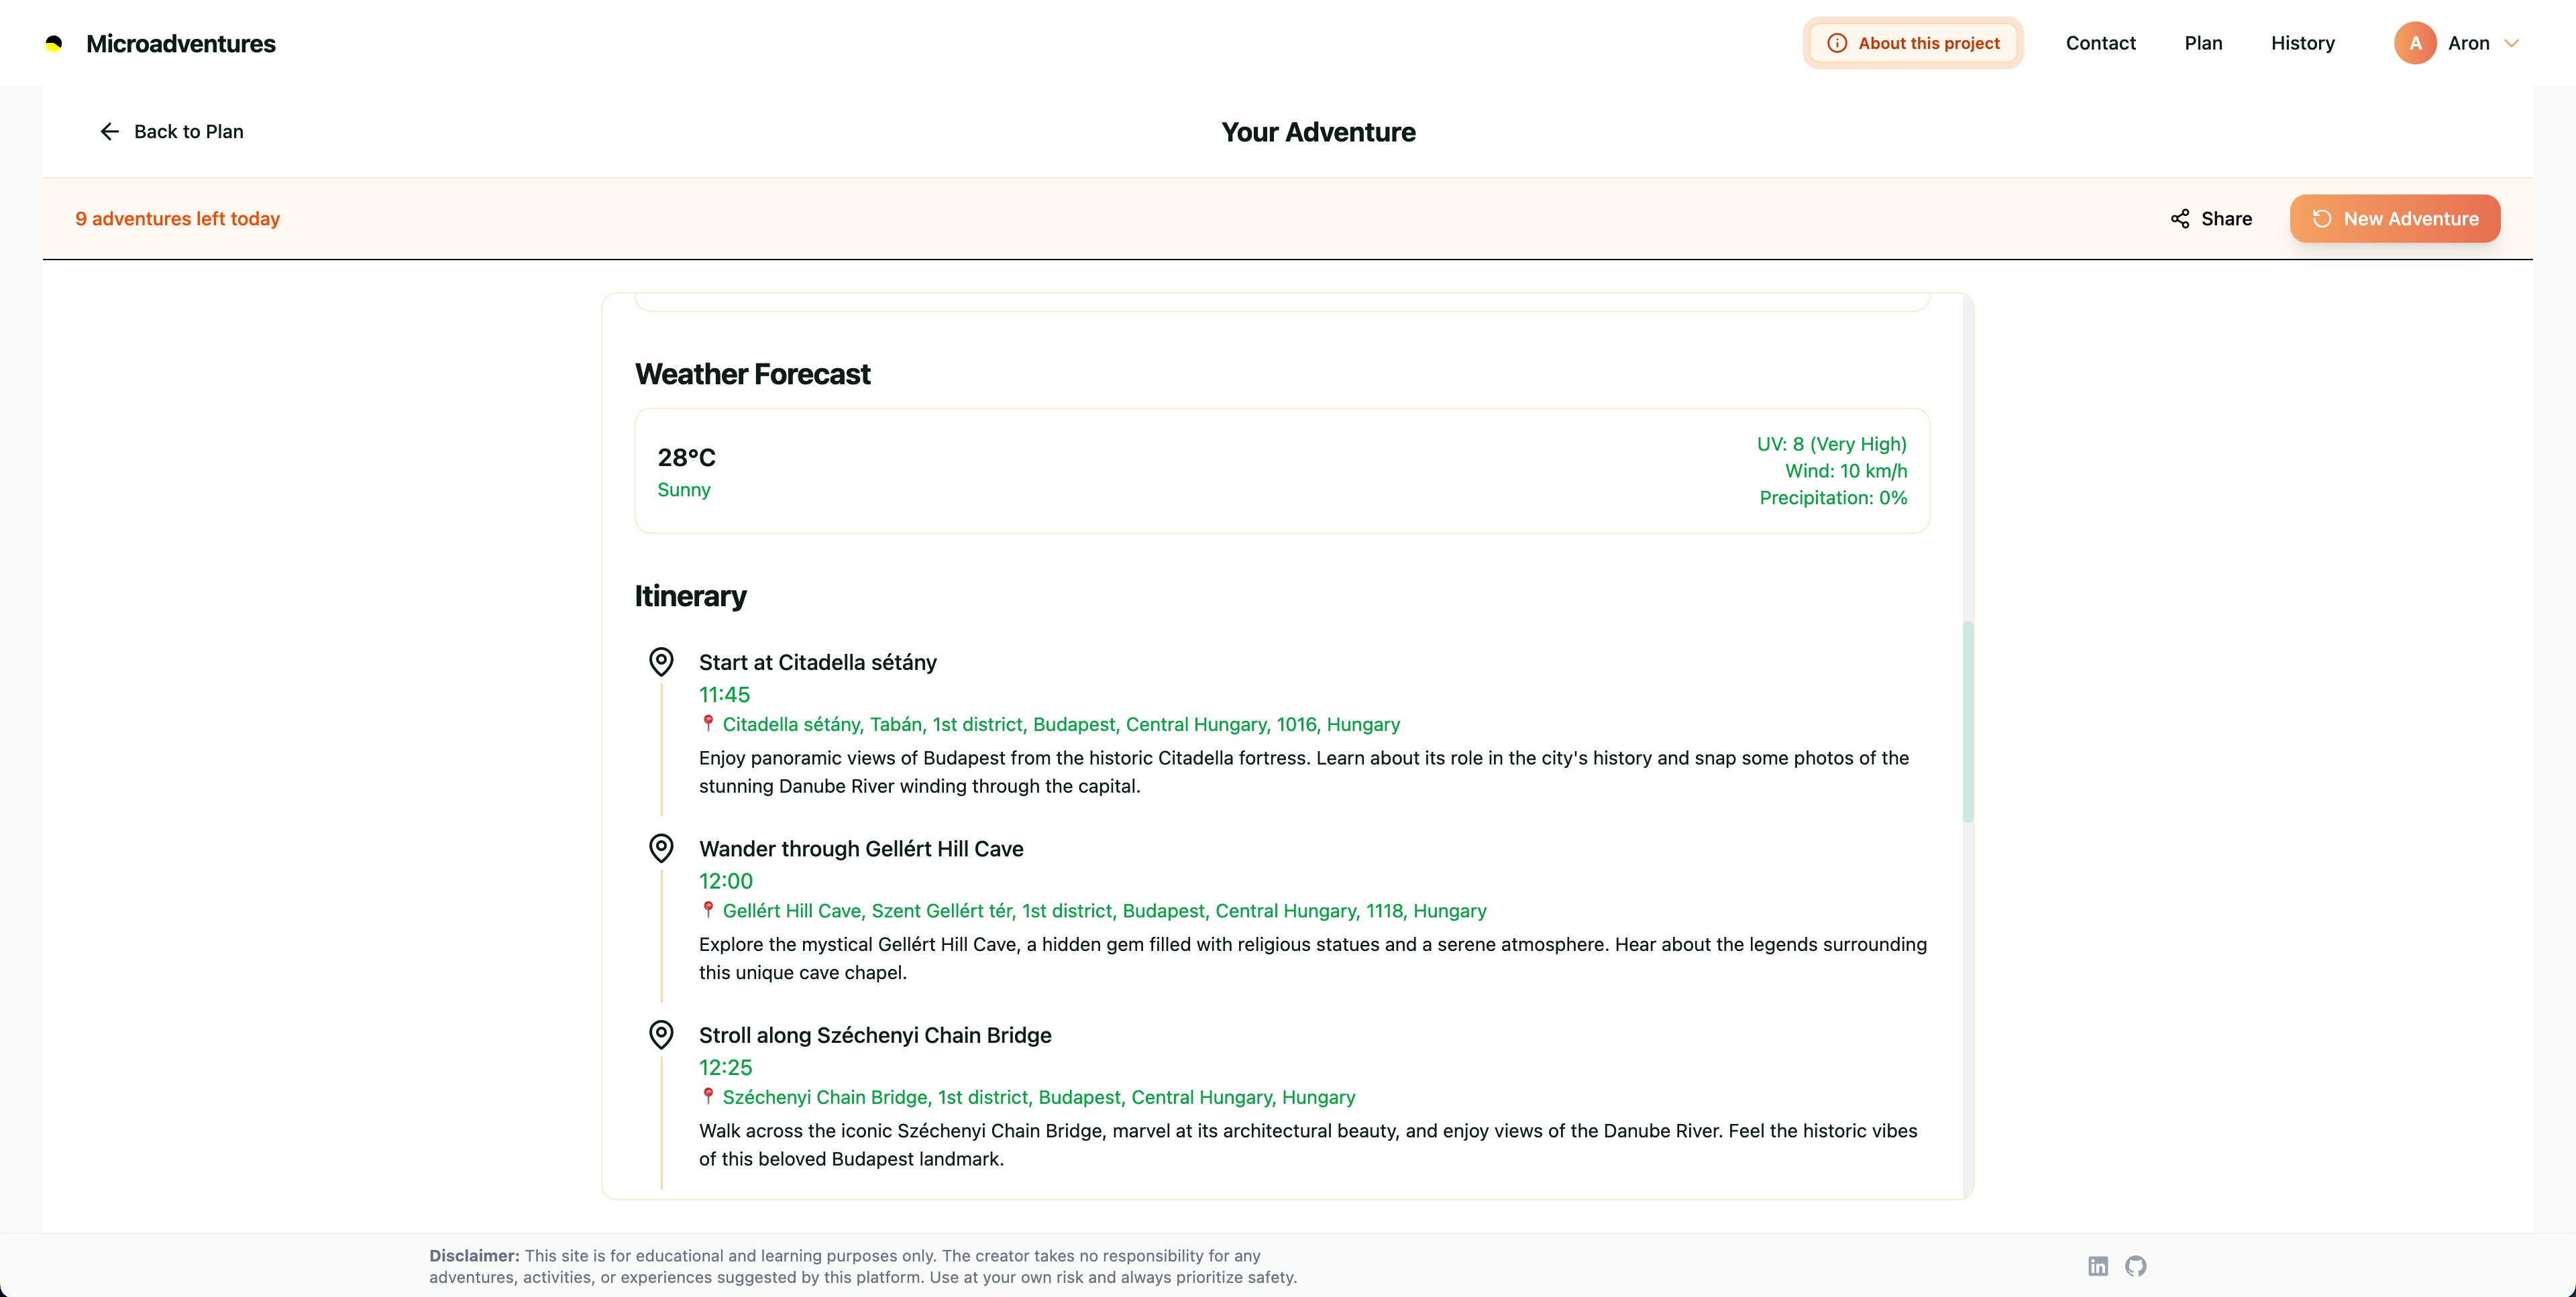 Microadventures
About this project
Contact
Plan
History
A
Aron
Back to Plan
Your Adventure
9 adventures left today
Share
New Adventure
Weather Forecast
28°C
Sunny
UV: 8 (Very High)
Wind: 10 km/h
Precipitation: 0%
Itinerary
Start at Citadella sétány
11:45
Citadella sétány, Tabán, 1st district, Budapest, Central Hungary, 1016, Hungary
Enjoy panoramic views of Budapest from the historic Citadella fortress. Learn about its role in the city's history and snap some photos of the
stunning Danube River winding through the capital.
Wander through Gellért Hill Cave
12:00
Gellért Hill Cave, Szent Gellért tér, 1st district, Budapest, Central Hungary, 1118, Hungary
Explore the mystical Gellért Hill Cave, a hidden gem filled with religious statues and a serene atmosphere. Hear about the legends surrounding
this unique cave chapel.
Stroll along Széchenyi Chain Bridge
12:25
Széchenyi Chain Bridge, 1st district, Budapest, Central Hungary, Hungary
Walk across the iconic Széchenyi Chain Bridge, marvel at its architectural beauty, and enjoy views of the Danube River. Feel the historic vibes
of this beloved Budapest landmark.
Disclaimer: This site is for educational and learning purposes only. The creator takes no responsibility for any
adventures, activities, or experiences suggested by this platform. Use at your own risk and always prioritize safety.
in